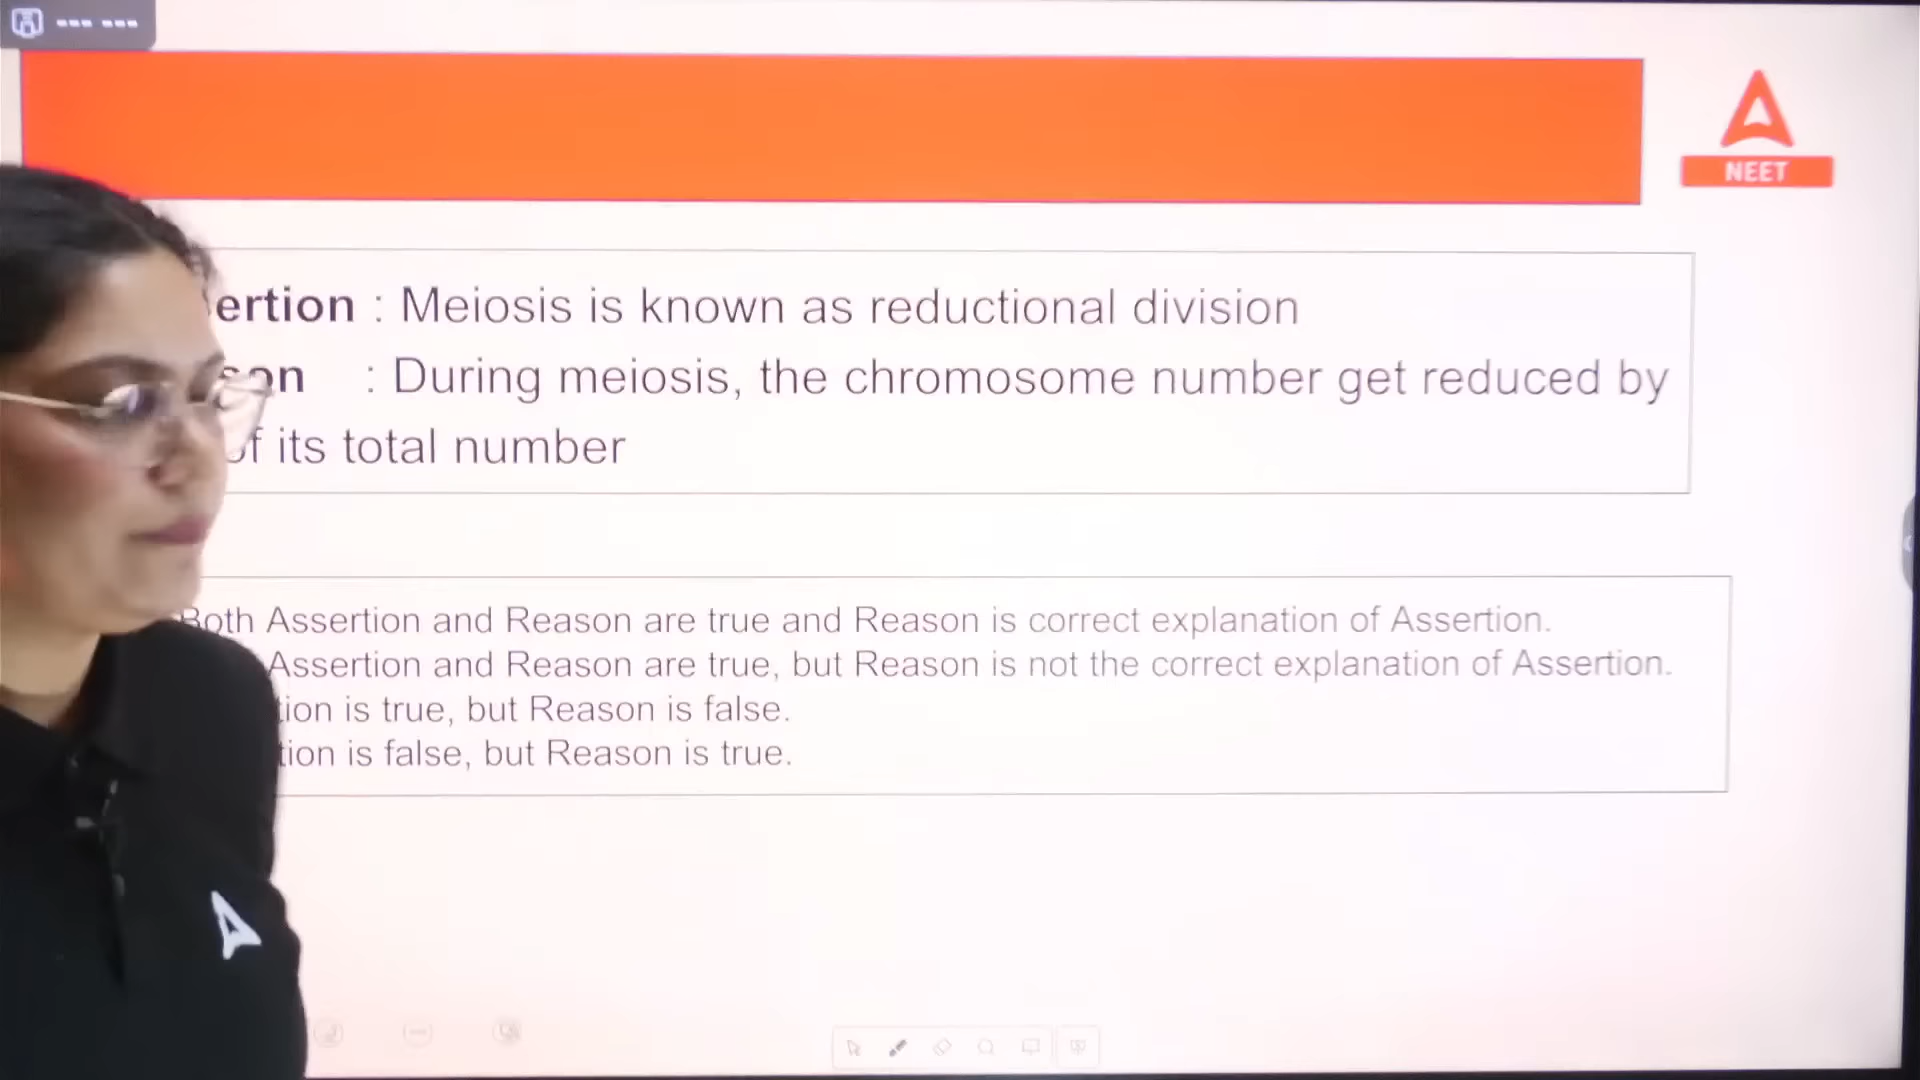 NEET
ertion : Meiosis is known as reductional division
son : During meiosis, the chromosome number get reduced by
of its total number
Both Assertion and Reason are true and Reason is correct explanation of Assertion.
Assertion and Reason are true, but Reason is not the correct explanation of Assertion.
tion is true, but Reason is false.
tion is false, but Reason is true.